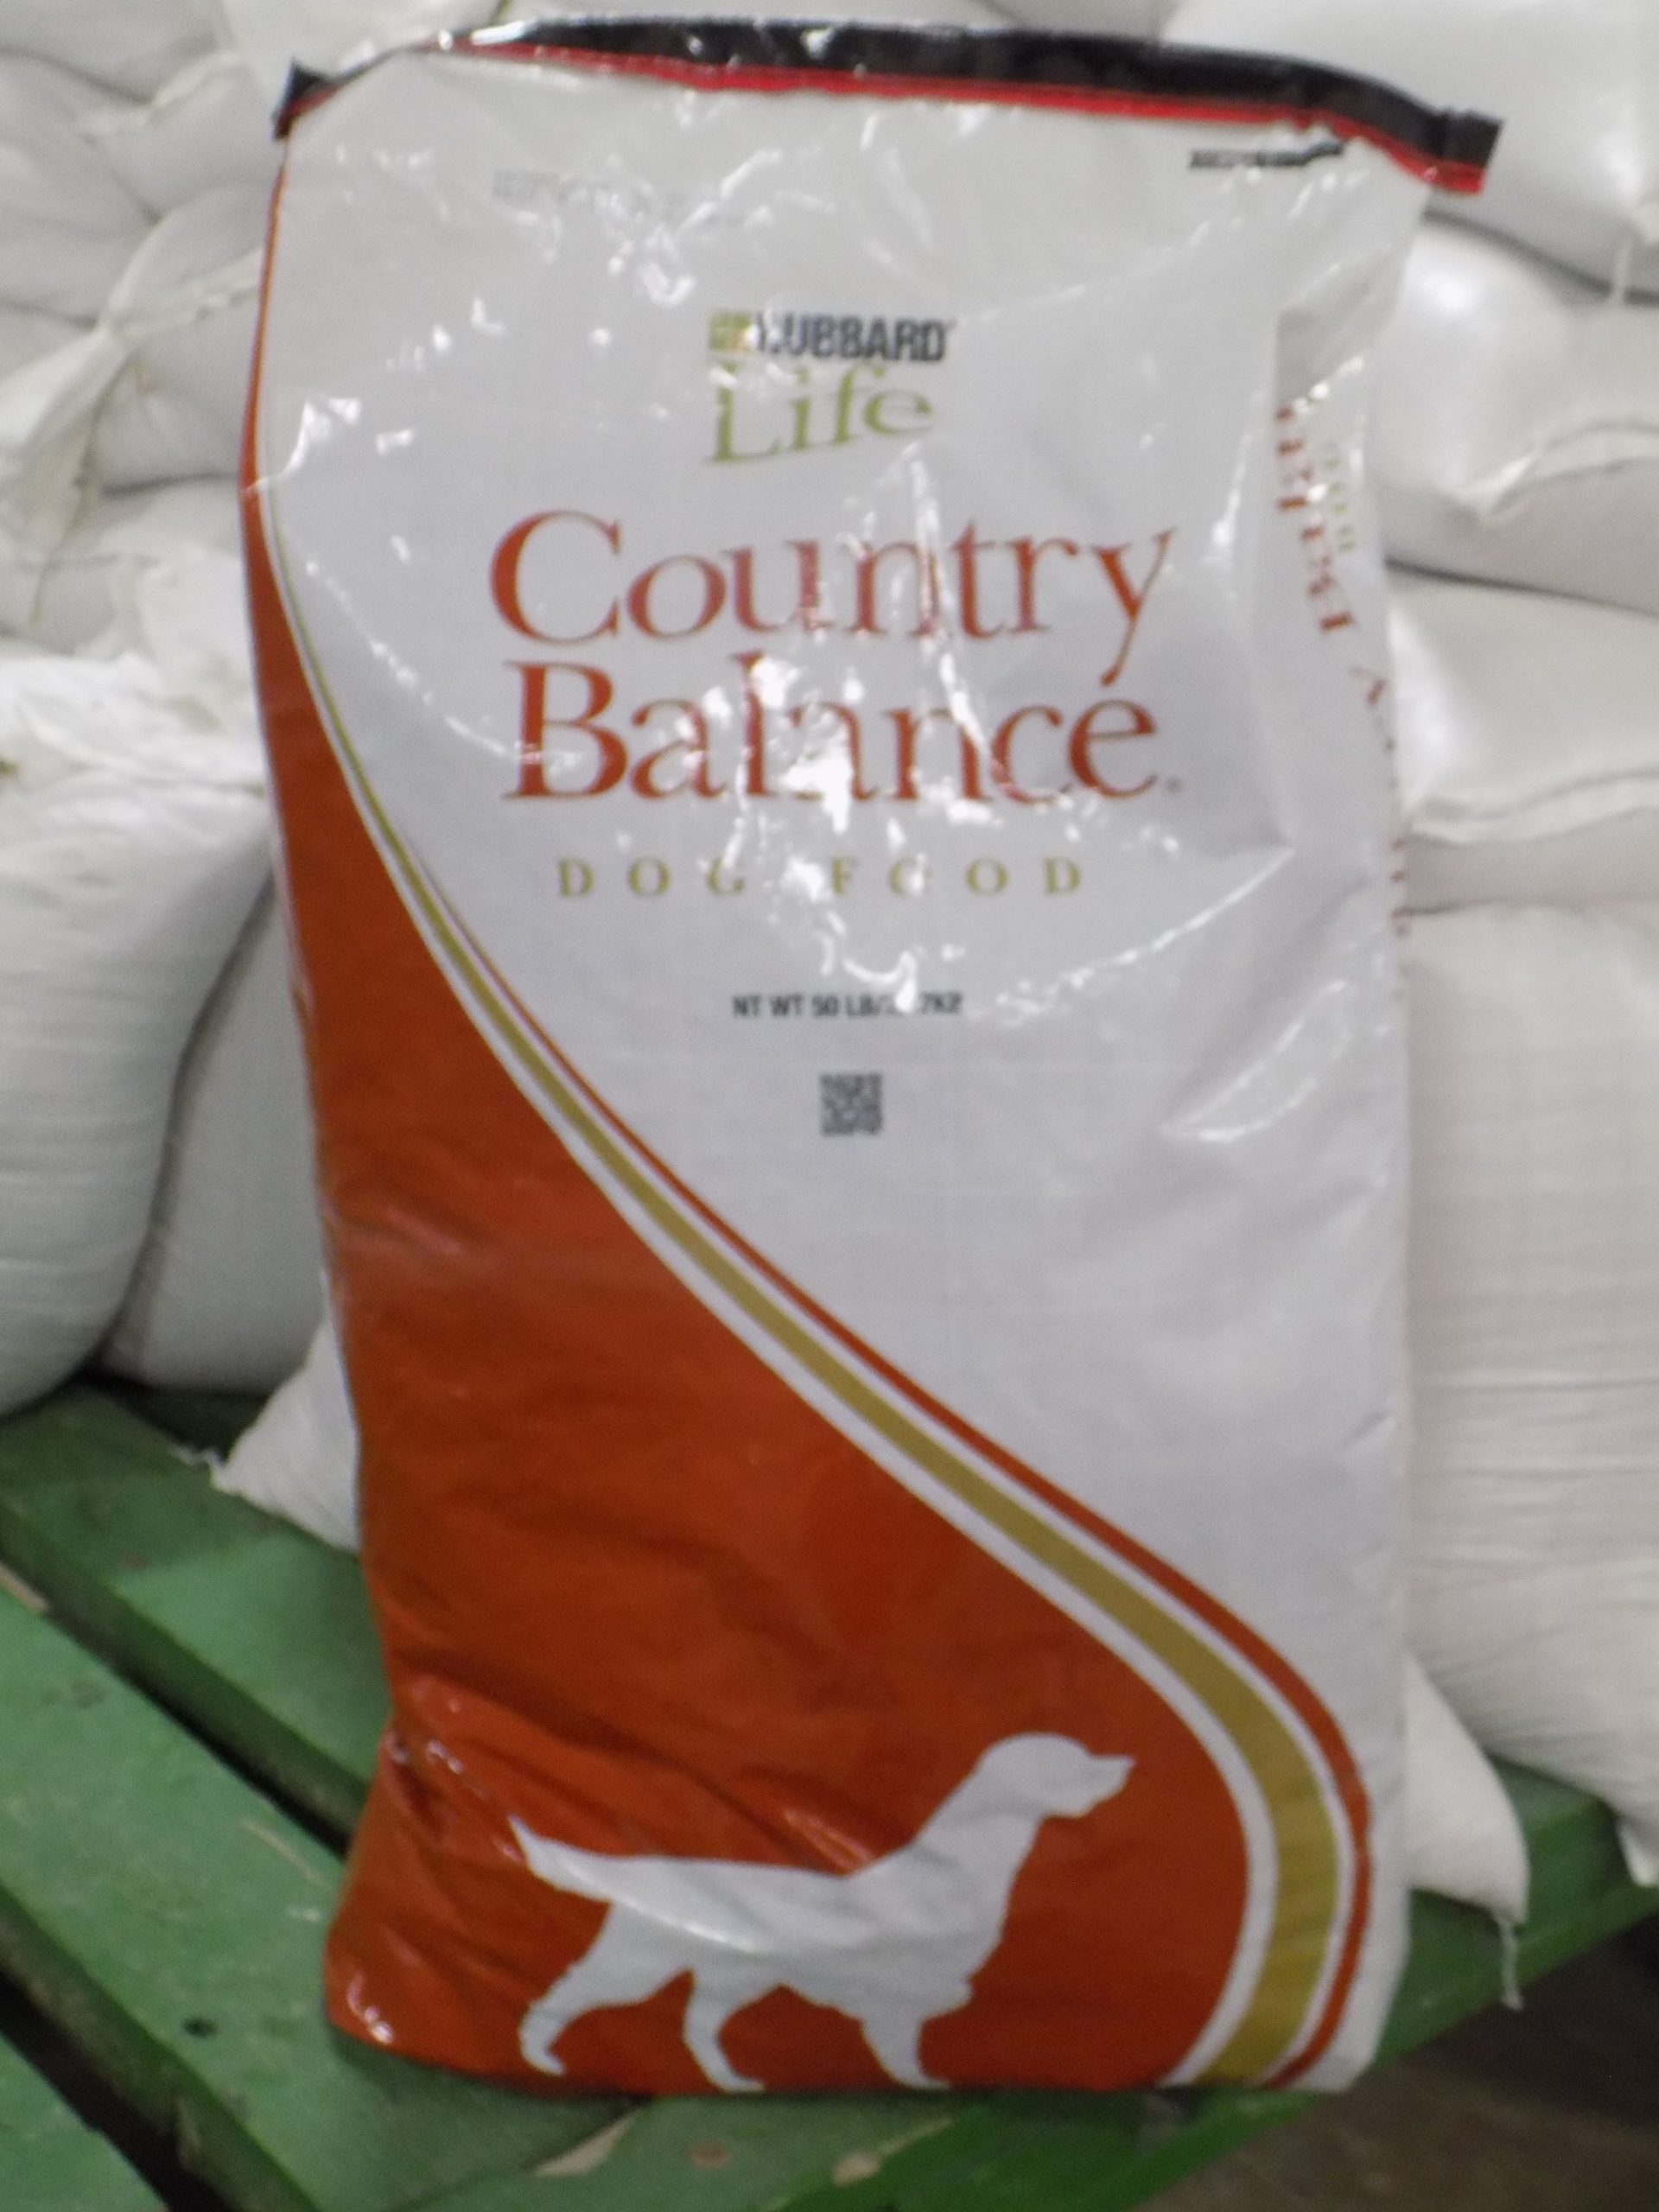 HUBBARD
Life
Country
Balance
DOG FOOD
NT WT 50 LB